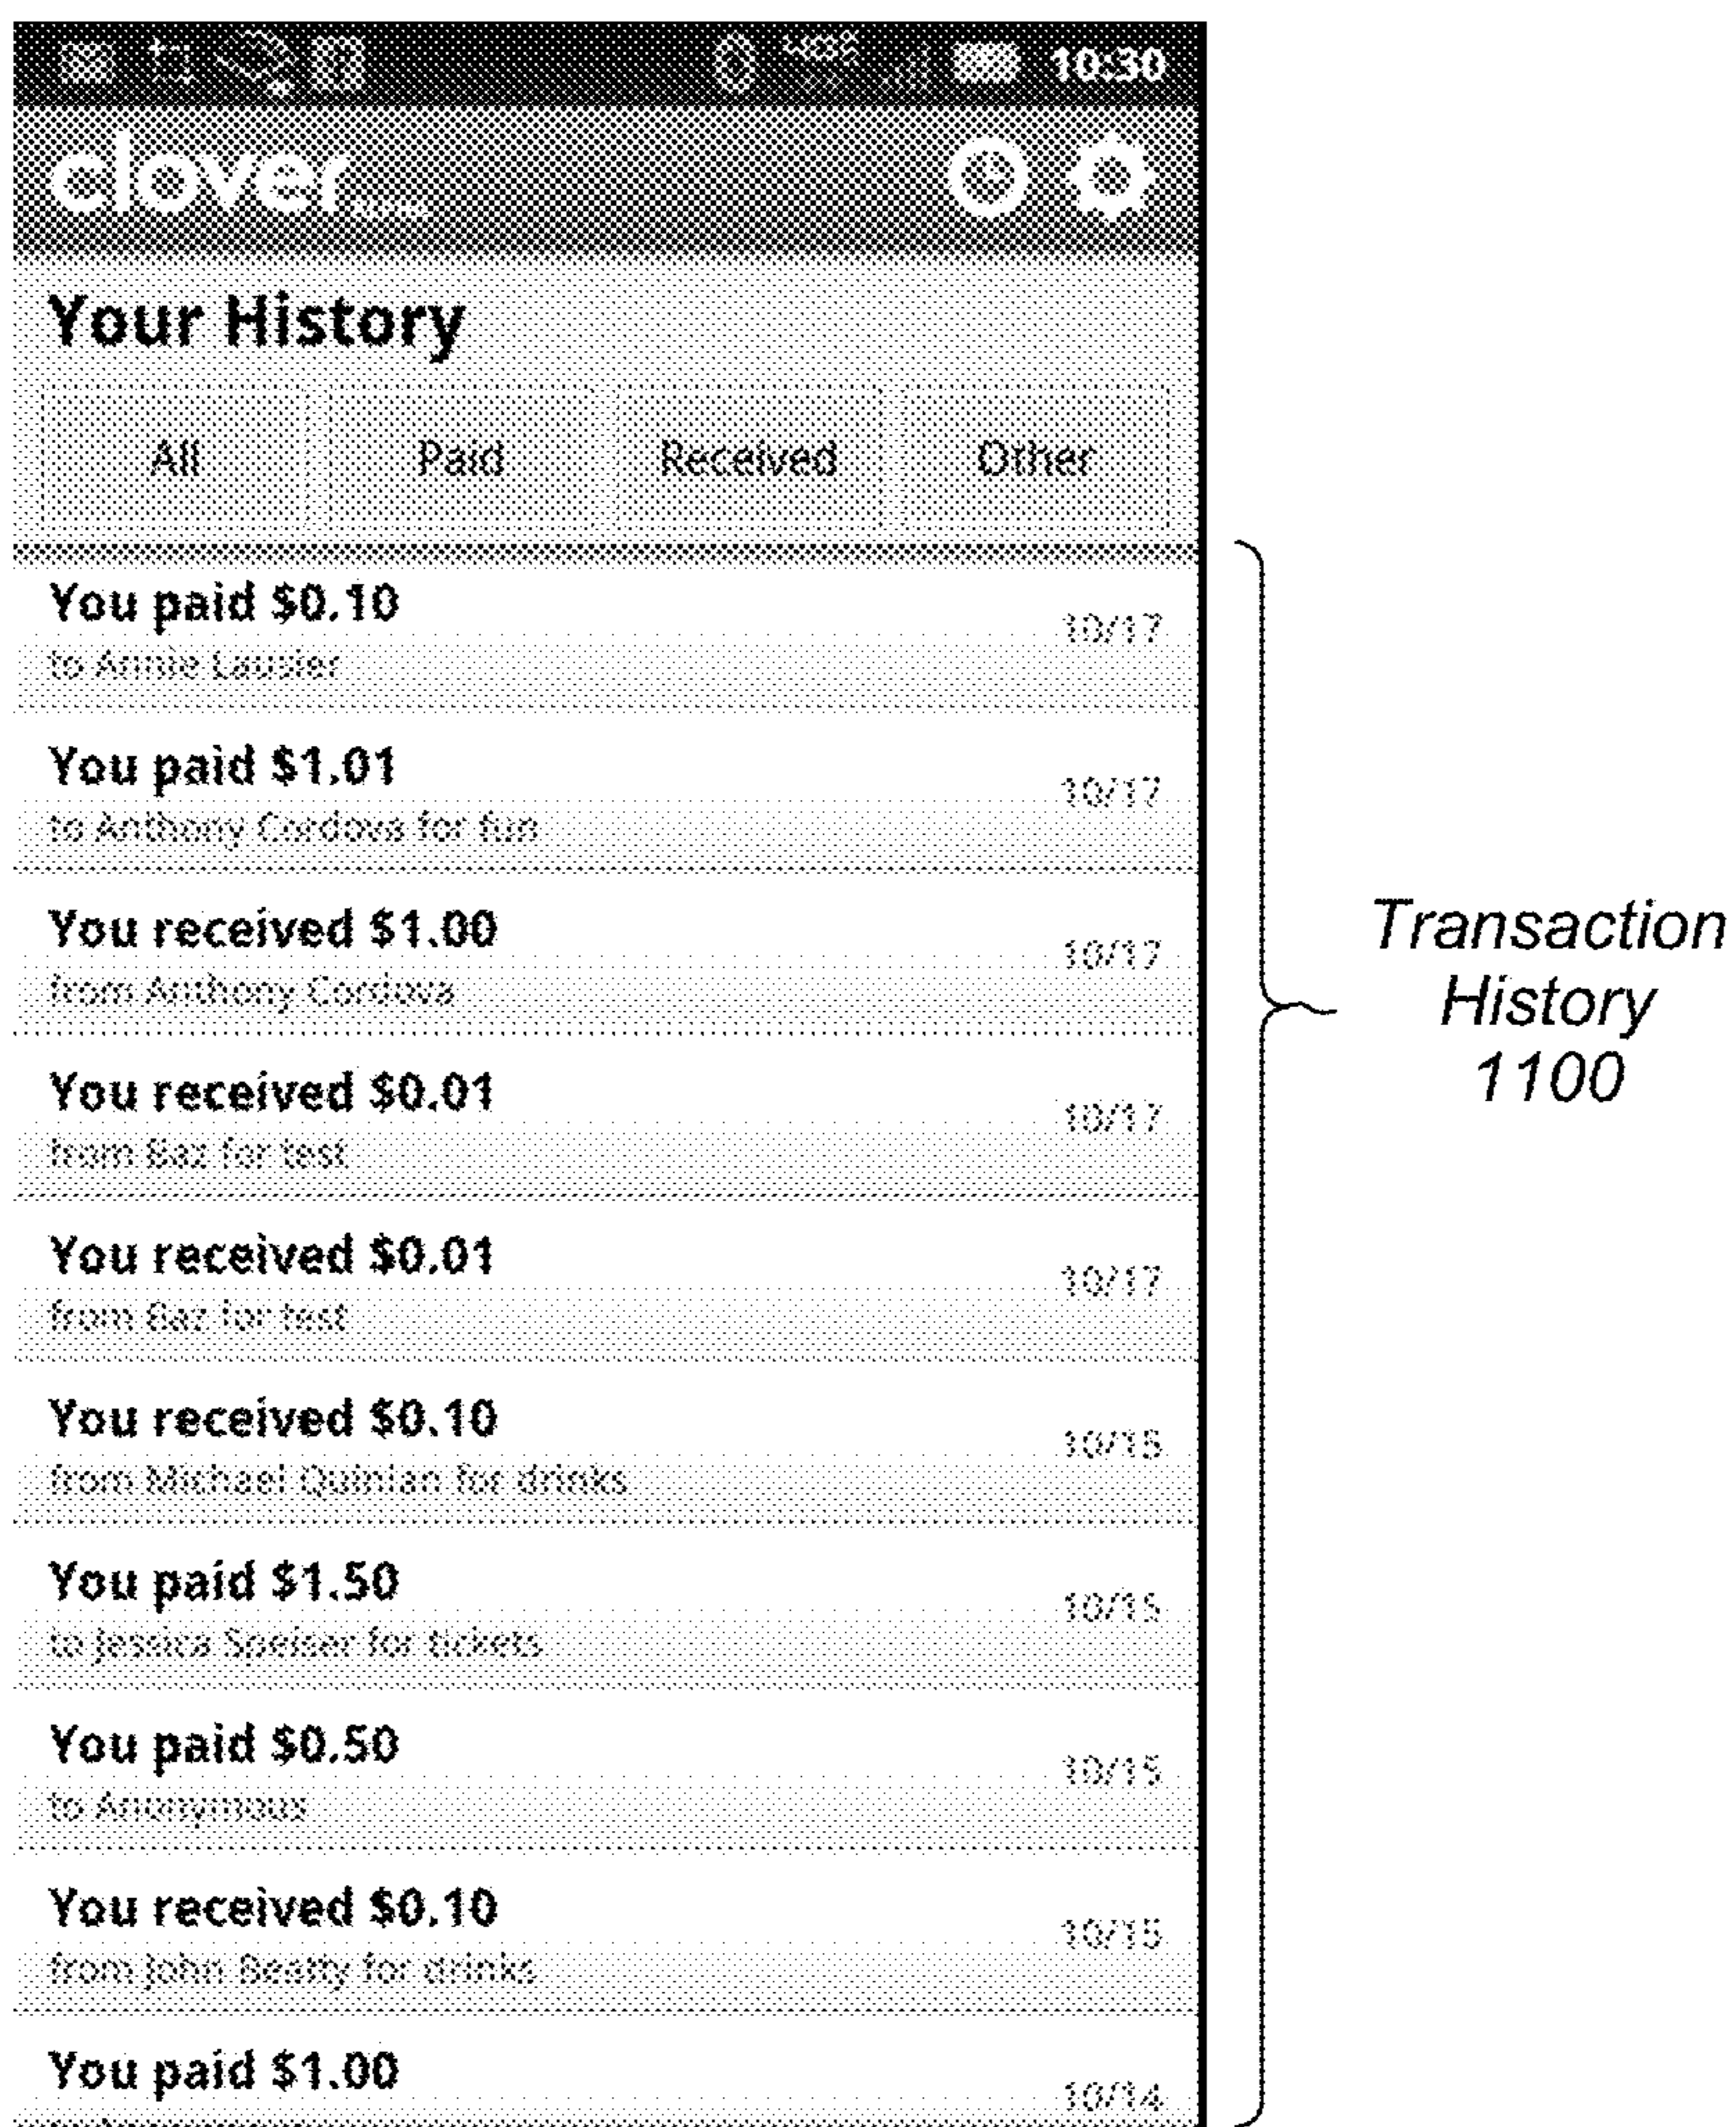 10:30
clover
Your History
All Paid Received Other
You paid $0.10
10/17
to Annie Lausier
You paid $1.01
10/17
to Anthony Cordova for fun
You received $1.00
10/17
from Anthony Cordova
You received $0.01
10/17
from Baz for test
You received $0.01
10/17
from Baz for test
You received $0.10
10/15
from Michael Quinlan for drinks
You paid $1.50
10/15
to Jessica Speiser for tickets
You paid $0.50
10/15
to Anonymous
You received $0.10
10/15
from John Beatty for drinks
You paid $1.00
10/14
Transaction
History
1100